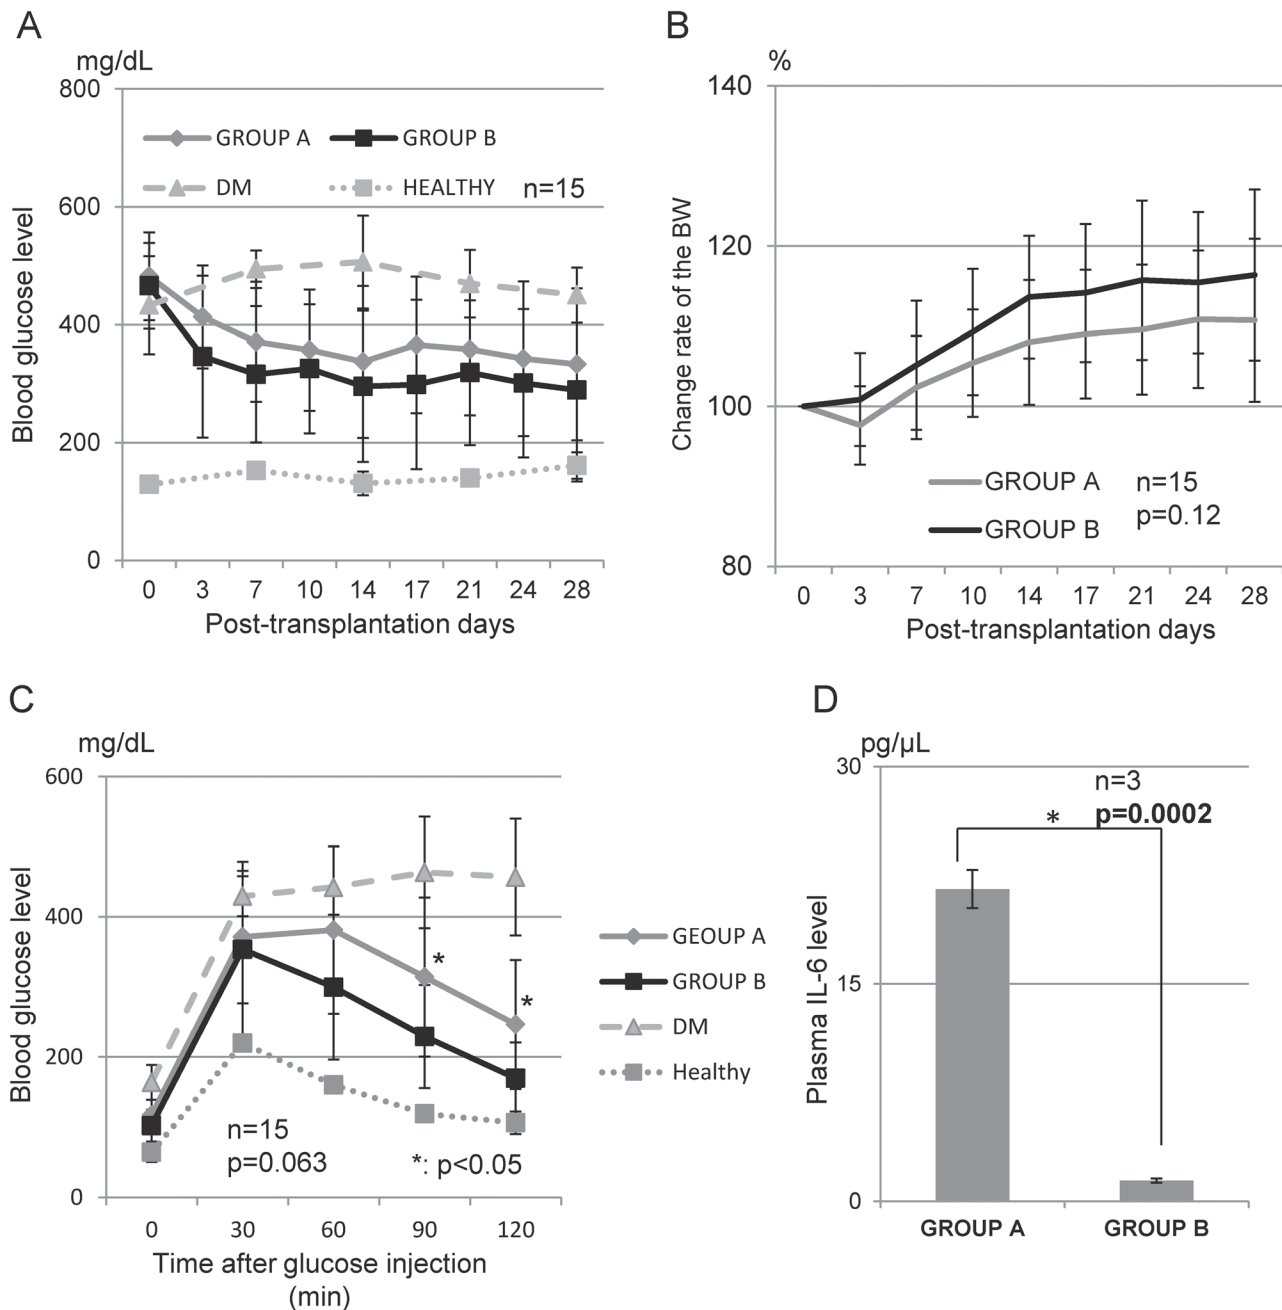 A
mg/dL
800
600
400
200
0
GROUP A
GROUP B
DM
HEALTHY
n=15
Blood glucose level
0 3 7 10 14 17 21 24 28
Post-transplantation days
B
%
140
120
100
80
Change rate of the BW
GROUP A
GROUP B
n=15
p=0.12
0 3 7 10 14 17 21 24 28
Post-transplantation days
C
mg/dL
600
400
200
0
Blood glucose level
*
*
n=15
p=0.063
*: p<0.05
0 30 60 90 120
Time after glucose injection
(min)
GEOUP A
GROUP B
DM
Healthy
D
pg/µL
30
15
0
Plasma IL-6 level
n=3
p=0.0002
*
GROUP A GROUP B